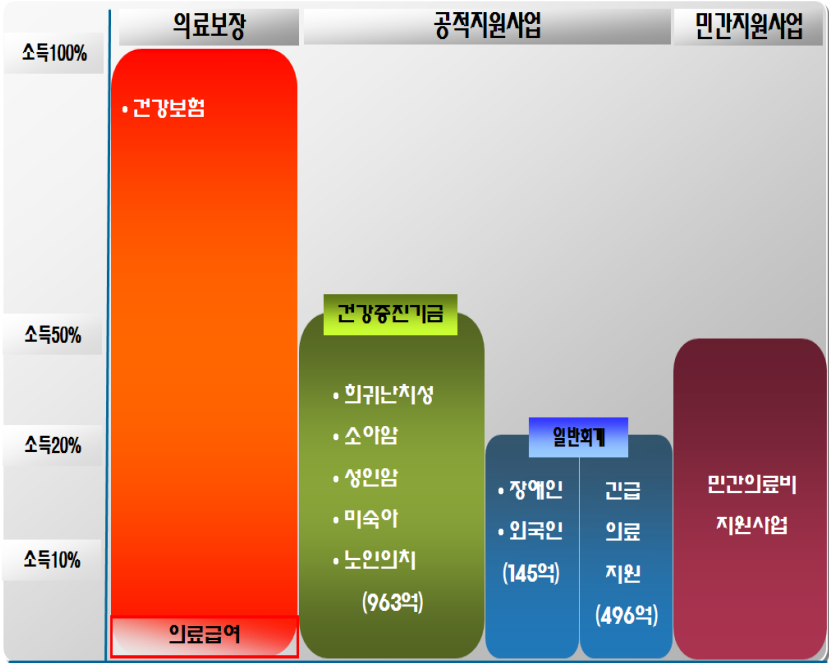 의료보장
공적지원사업
민간지원사업
소득100%
• 건강보험
건강증진기금
소득50%
• 희귀난치성
• 소아암
• 성인암
• 미숙아
• 노인의치
(963억)
소득20%
일반회계
• 장애인
• 외국인
(145억)
긴급
의료
지원
(496억)
민간의료비
지원사업
소득10%
의료급여